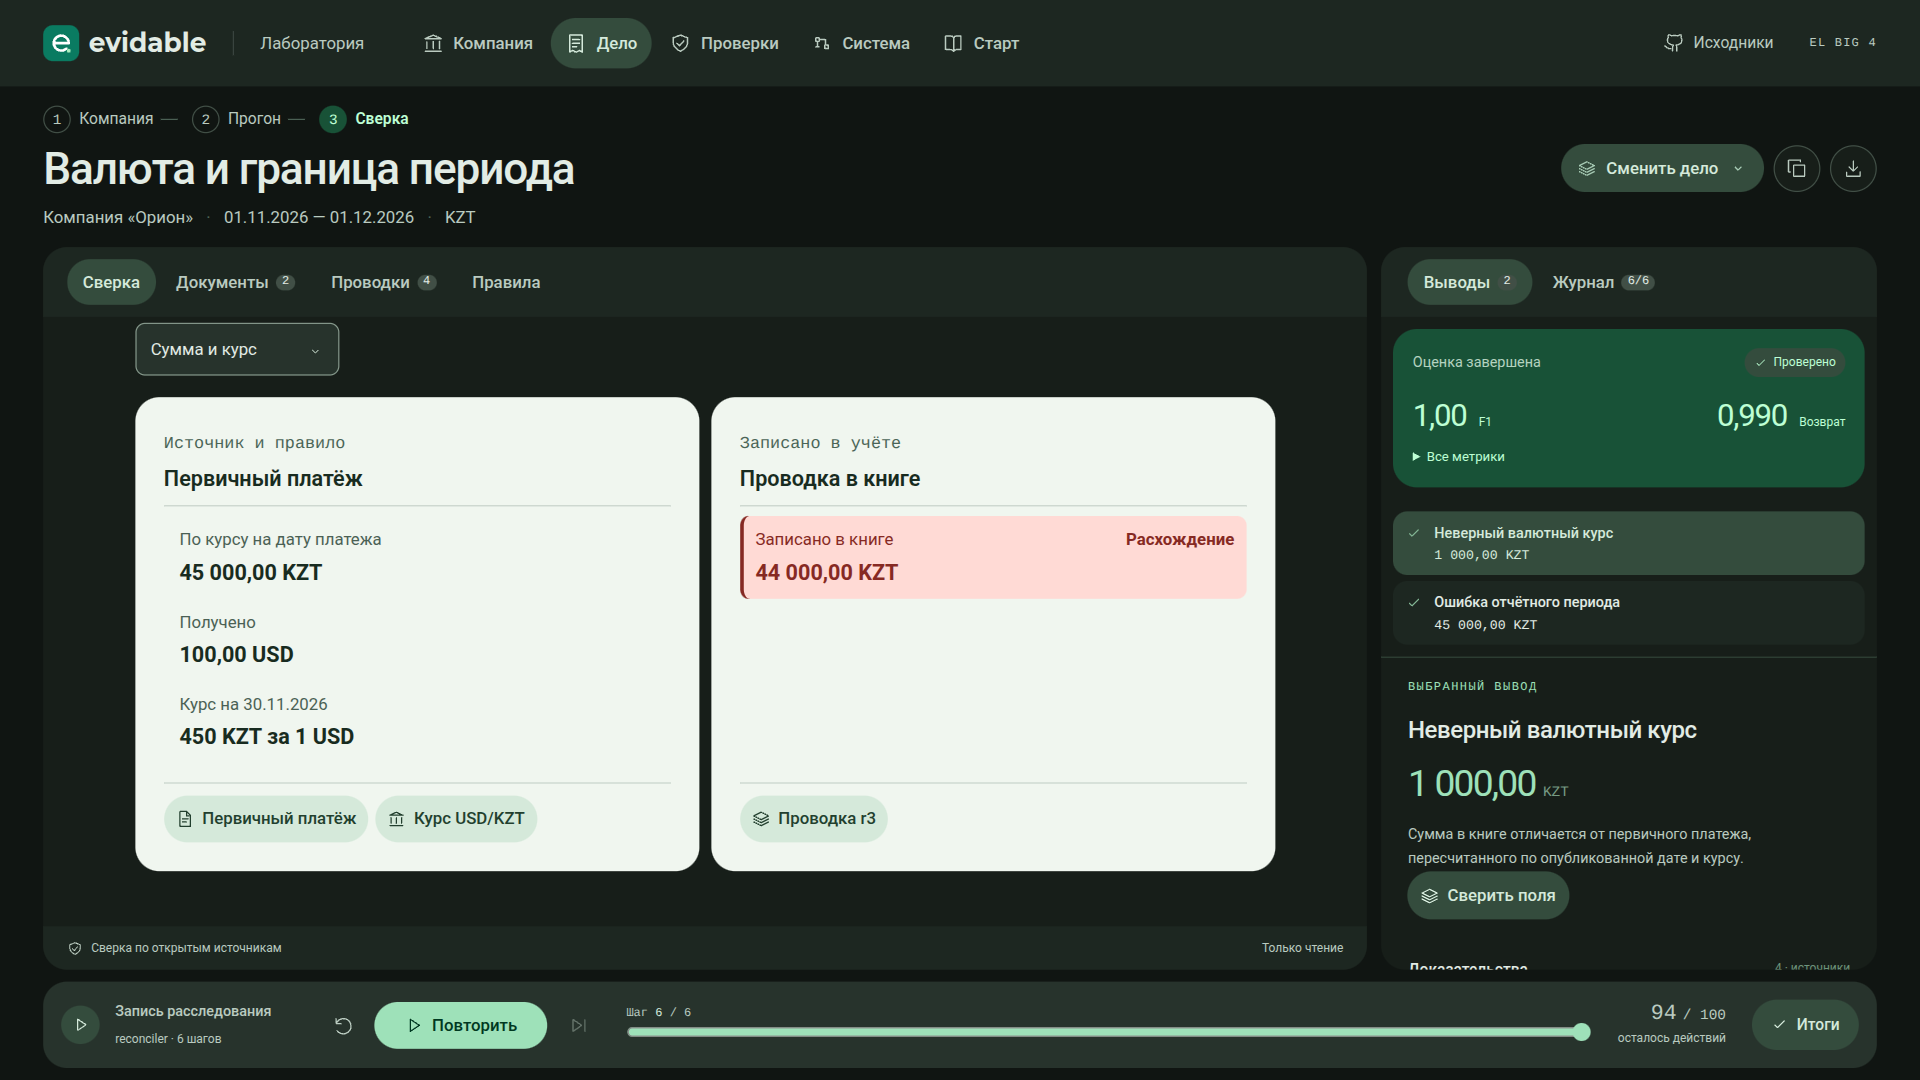 evidable
Лаборатория
Компания
Дело
Проверки
Система
Старт
Исходники
EL BIG 4
1 Компания — 2 Прогон — 3 Сверка
Валюта и граница периода
Компания «Орион» · 01.11.2026 — 01.12.2026 · KZT
Сменить дело
Сверка
Документы 2
Проводки 4
Правила
Сумма и курс
Источник и правило
Первичный платёж
По курсу на дату платежа
45 000,00 KZT
Получено
100,00 USD
Курс на 30.11.2026
450 KZT за 1 USD
Первичный платёж
Курс USD/KZT
Записано в учёте
Проводка в книге
Записано в книге
Расхождение
44 000,00 KZT
Проводка r3
Сверка по открытым источникам
Только чтение
Выводы 2
Журнал 6/6
Оценка завершена
Проверено
1,00 F1
0,990 Возврат
Все метрики
Неверный валютный курс
1 000,00 KZT
Ошибка отчётного периода
45 000,00 KZT
ВЫБРАННЫЙ ВЫВОД
Неверный валютный курс
1 000,00 KZT
Сумма в книге отличается от первичного платежа,
пересчитанного по опубликованной дате и курсу.
Сверить поля
Доказательства
4 · источники
Запись расследования
reconciler · 6 шагов
Повторить
Шаг 6 / 6
94 / 100
осталось действий
Итоги